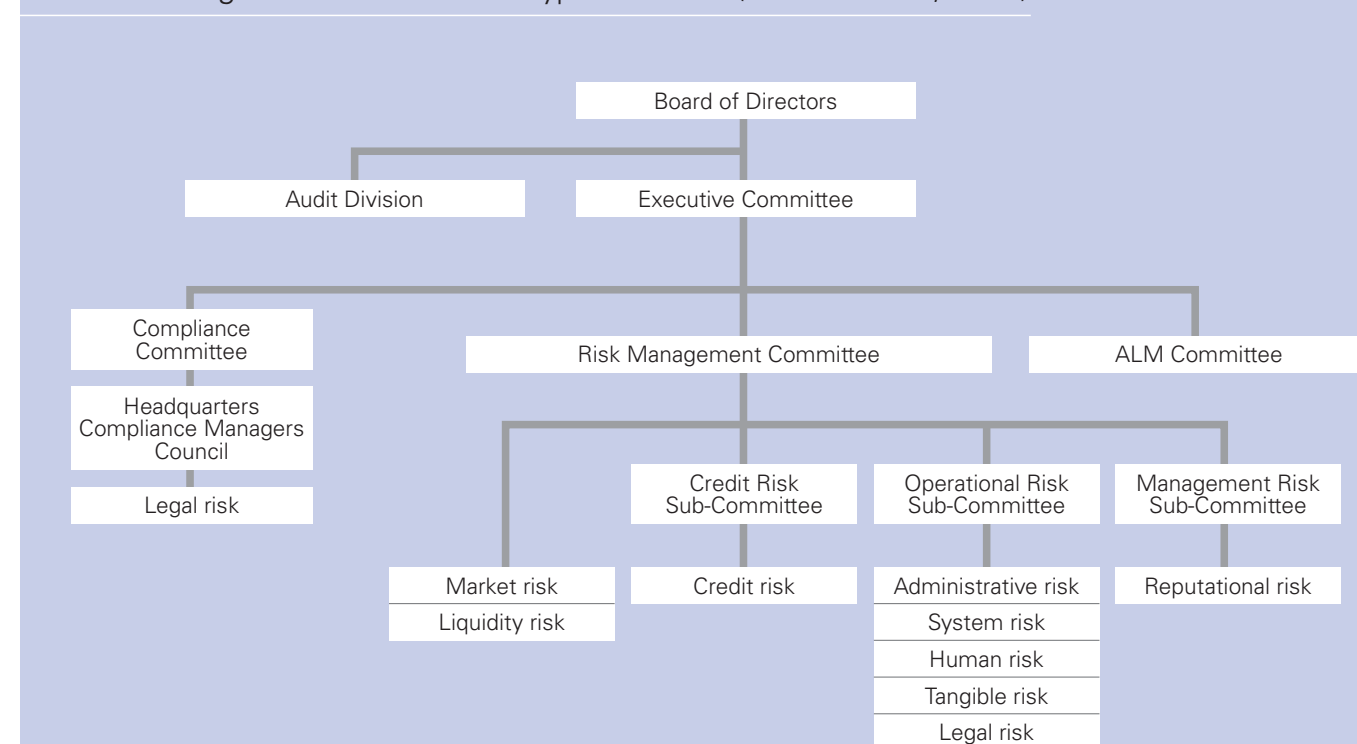 Board of Directors
Audit Division
Executive Committee
Compliance
Committee
Risk Management Committee
ALM Committee
Headquarters
Compliance Managers
Council
Legal risk
Credit Risk
Sub-Committee
Operational Risk
Sub-Committee
Management Risk
Sub-Committee
Market risk
Liquidity risk
Credit risk
Administrative risk
System risk
Human risk
Tangible risk
Legal risk
Reputational risk